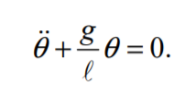 θ̈ + g/ℓ θ = 0.